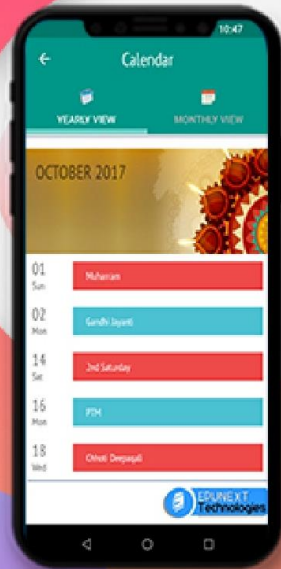 10:47
Calendar
YEARLY VIEW
MONTHLY VIEW
OCTOBER 2017
01
Sun
Muharram
02
Mon
Gandhi Jayanti
14
Sat
2nd Saturday
16
Mon
PTM
18
Wed
Chhoti Deepawali
EDUNEXT
Technologies